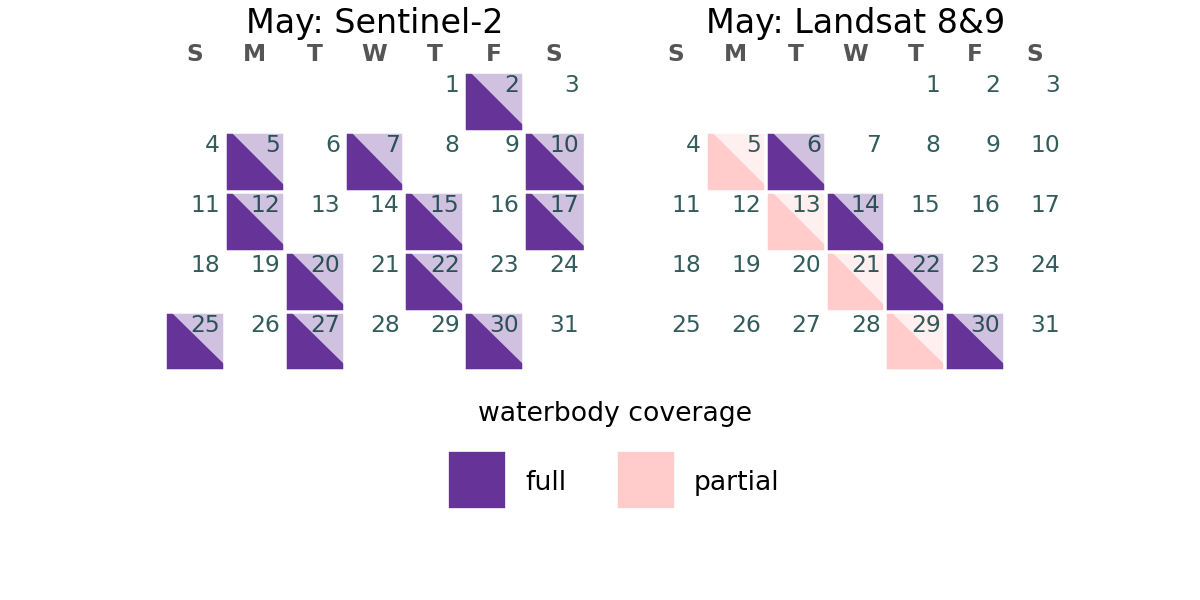 May: Sentinel-2
S M T W T F S
1 2 3
4 5 6 7 8 9 10
11 12 13 14 15 16 17
18 19 20 21 22 23 24
25 26 27 28 29 30 31
May: Landsat 8&9
S M T W T F S
1 2 3
4 5 6 7 8 9 10
11 12 13 14 15 16 17
18 19 20 21 22 23 24
25 26 27 28 29 30 31
waterbody coverage
full
partial